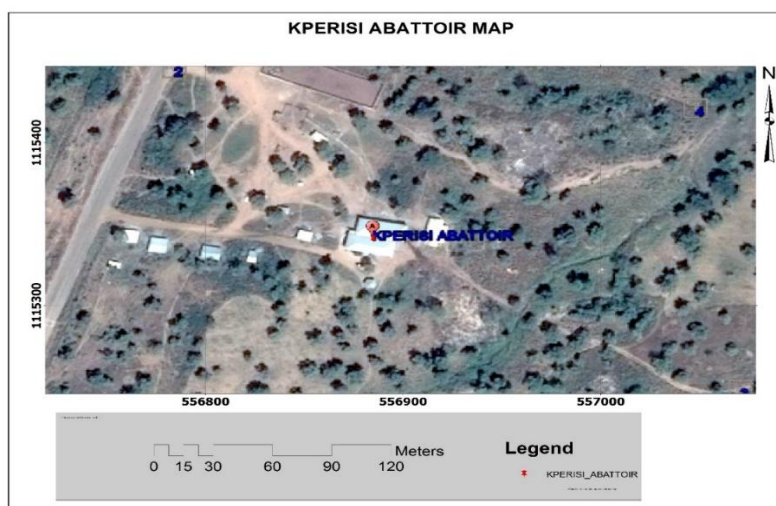 KPERISI ABATTOIR MAP
2
4
N
1115400
KPERISI ABATTOIR
1115300
556800 556900 557000
Meters
0 15 30 60 90 120
Legend
KPERISI_ABATTOIR